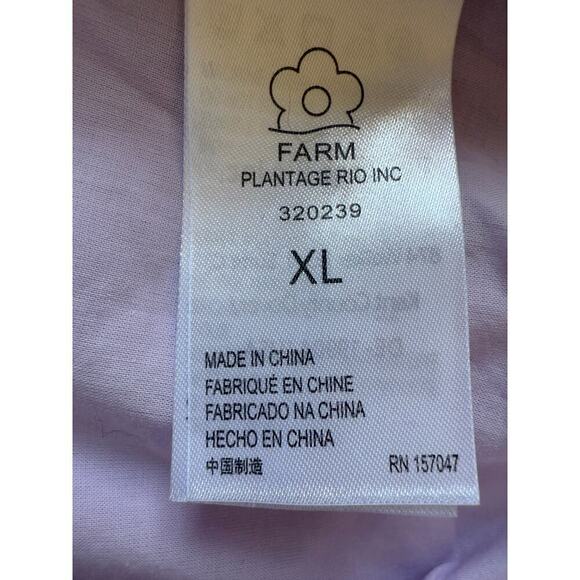 FARM
PLANTAGE RIO INC
320239
XL
MADE IN CHINA
FABRIQUÉ EN CHINE
FABRICADO NA CHINA
HECHO EN CHINA
中国制造
RN 157047